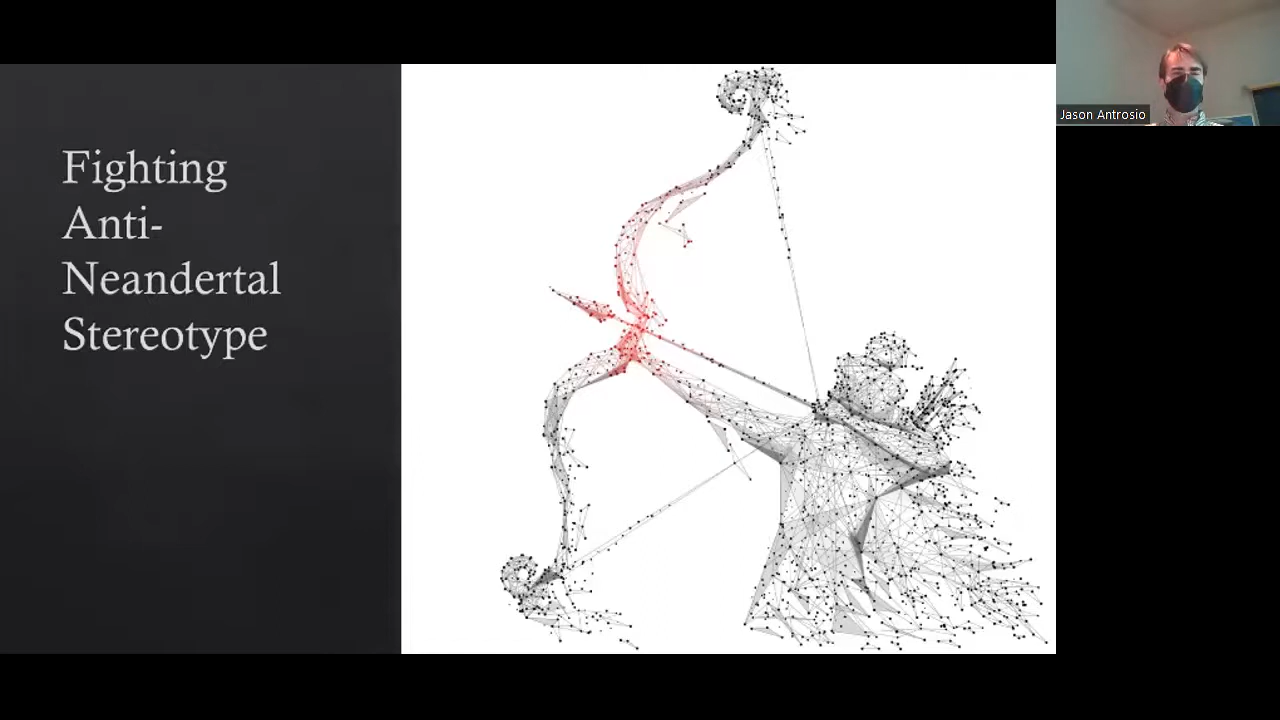 Fighting
Anti-
Neandertal
Stereotype
Jason Antrosio